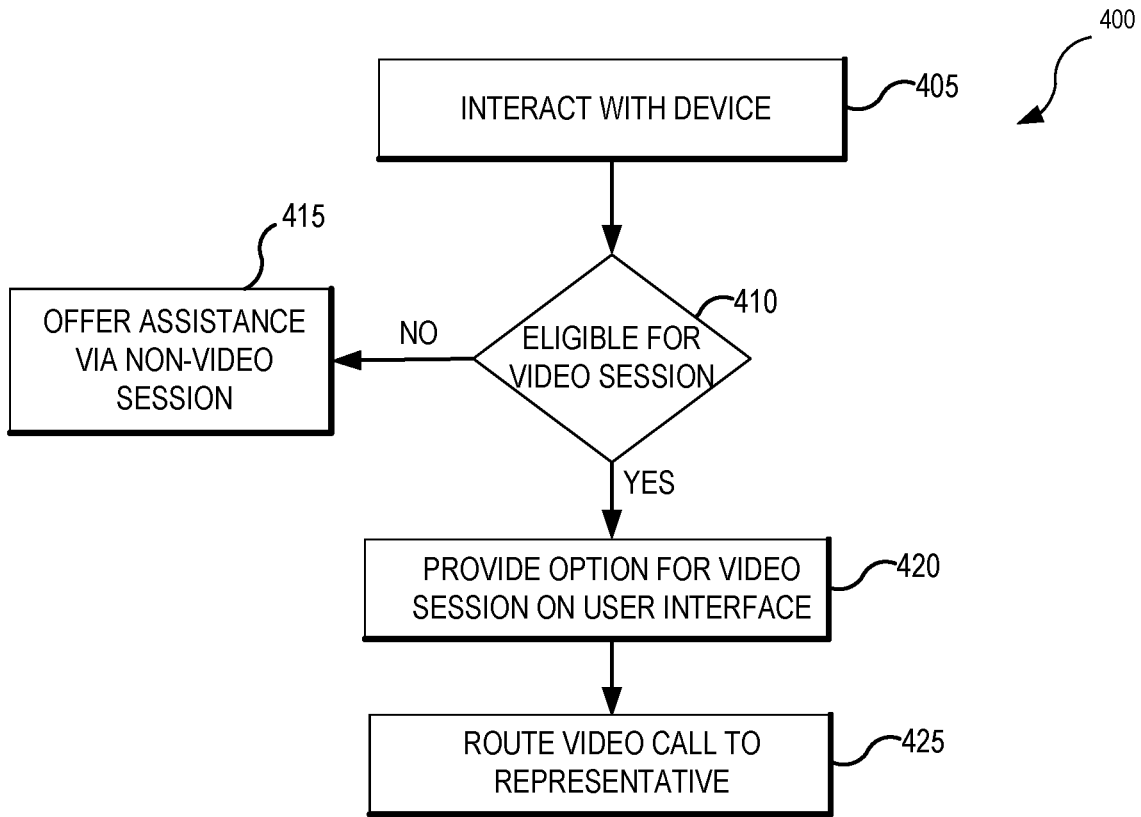 400
INTERACT WITH DEVICE
405
415
OFFER ASSISTANCE
VIA NON-VIDEO
SESSION
NO
410
ELIGIBLE FOR
VIDEO SESSION
YES
PROVIDE OPTION FOR VIDEO
SESSION ON USER INTERFACE
420
ROUTE VIDEO CALL TO
REPRESENTATIVE
425